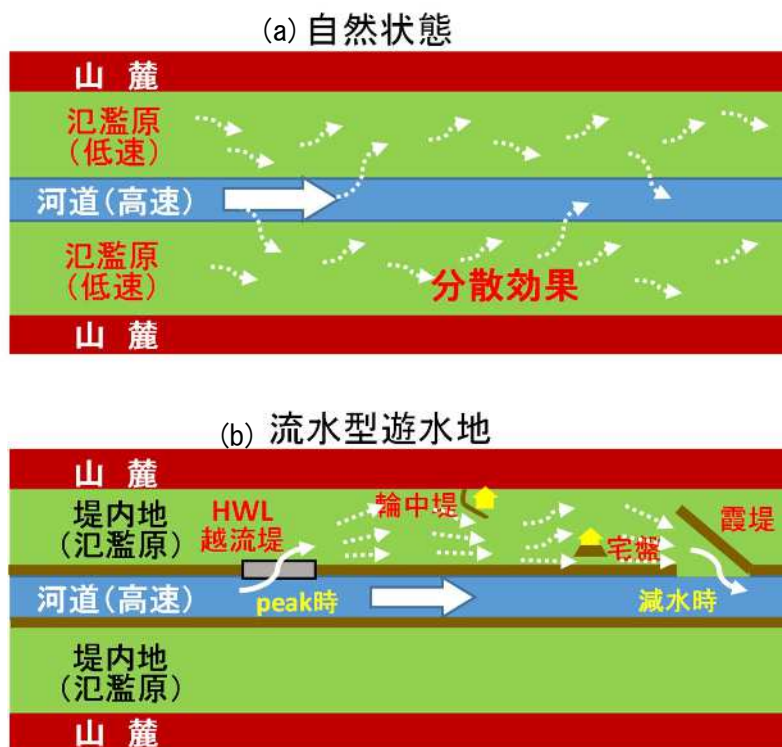 (a) 自然状態
山 麓
氾濫原
(低速)
河道(高速)
氾濫原
(低速)
分散効果
山 麓
(b) 流水型遊水地
山 麓
堤内地
(氾濫原)
HWL
越流堤
輪中堤
宅盤
霞堤
河道(高速)
peak時
減水時
堤内地
(氾濫原)
山 麓